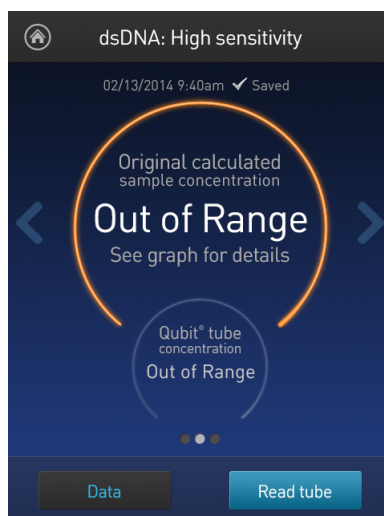 dsDNA: High sensitivity
02/13/2014 9:40am ✓ Saved
Original calculated
sample concentration
Out of Range
See graph for details
Qubit® tube
concentration
Out of Range
Data
Read tube